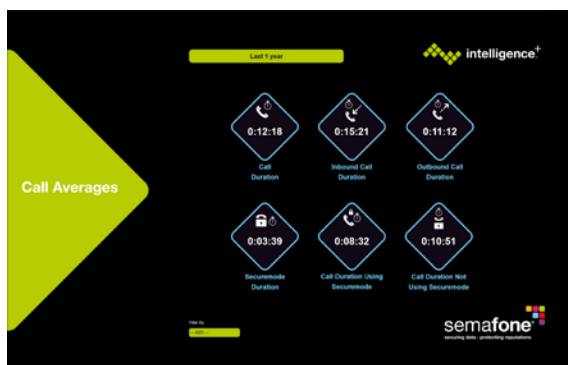 Last 1 year
intelligence+
Call Averages
0:12:18
0:15:21
0:11:12
Call
Duration
Inbound Call
Duration
Outbound Call
Duration
0:03:39
0:08:32
0:10:51
Securemode
Duration
Call Duration Using
Securemode
Call Duration Not
Using Securemode
Filter by
semafone
securing data - protecting reputations